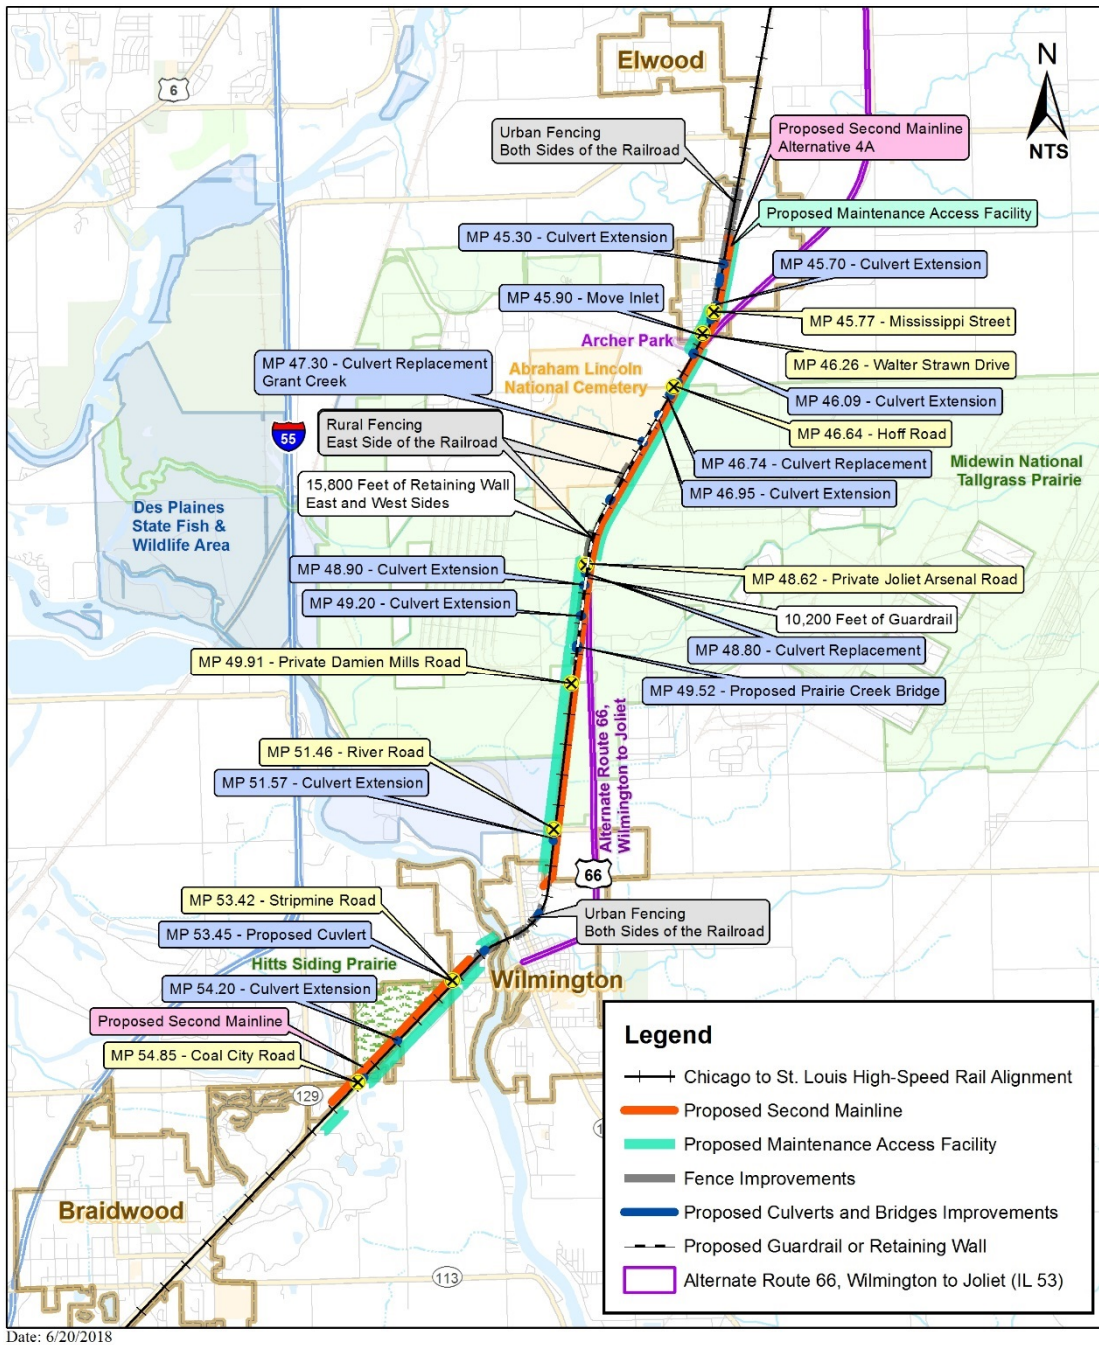 Elwood
6
N
NTS
Urban Fencing
Both Sides of the Railroad
Proposed Second Mainline
Alternative 4A
Proposed Maintenance Access Facility
MP 45.30 - Culvert Extension
MP 45.70 - Culvert Extension
MP 45.90 - Move Inlet
MP 45.77 - Mississippi Street
Archer Park
MP 46.26 - Walter Strawn Drive
MP 47.30 - Culvert Replacement
Grant Creek
Abraham Lincoln
National Cemetery
MP 46.09 - Culvert Extension
Rural Fencing
East Side of the Railroad
55
MP 46.64 - Hoff Road
MP 46.74 - Culvert Replacement
Midewin National
Tallgrass Prairie
15,800 Feet of Retaining Wall
East and West Sides
MP 46.95 - Culvert Extension
Des Plaines
State Fish &
Wildlife Area
MP 48.90 - Culvert Extension
MP 48.62 - Private Joliet Arsenal Road
MP 49.20 - Culvert Extension
10,200 Feet of Guardrail
MP 48.80 - Culvert Replacement
MP 49.91 - Private Damien Mills Road
MP 49.52 - Proposed Prairie Creek Bridge
Alternate Route 66,
Wilmington to Joliet
MP 51.46 - River Road
MP 51.57 - Culvert Extension
66
MP 53.42 - Stripmine Road
Urban Fencing
Both Sides of the Railroad
MP 53.45 - Proposed Cuvlert
Hitts Siding Prairie
Wilmington
MP 54.20 - Culvert Extension
Proposed Second Mainline
MP 54.85 - Coal City Road
129
Braidwood
113
Legend
Chicago to St. Louis High-Speed Rail Alignment
Proposed Second Mainline
Proposed Maintenance Access Facility
Fence Improvements
Proposed Culverts and Bridges Improvements
Proposed Guardrail or Retaining Wall
Alternate Route 66, Wilmington to Joliet (IL 53)
Date: 6/20/2018